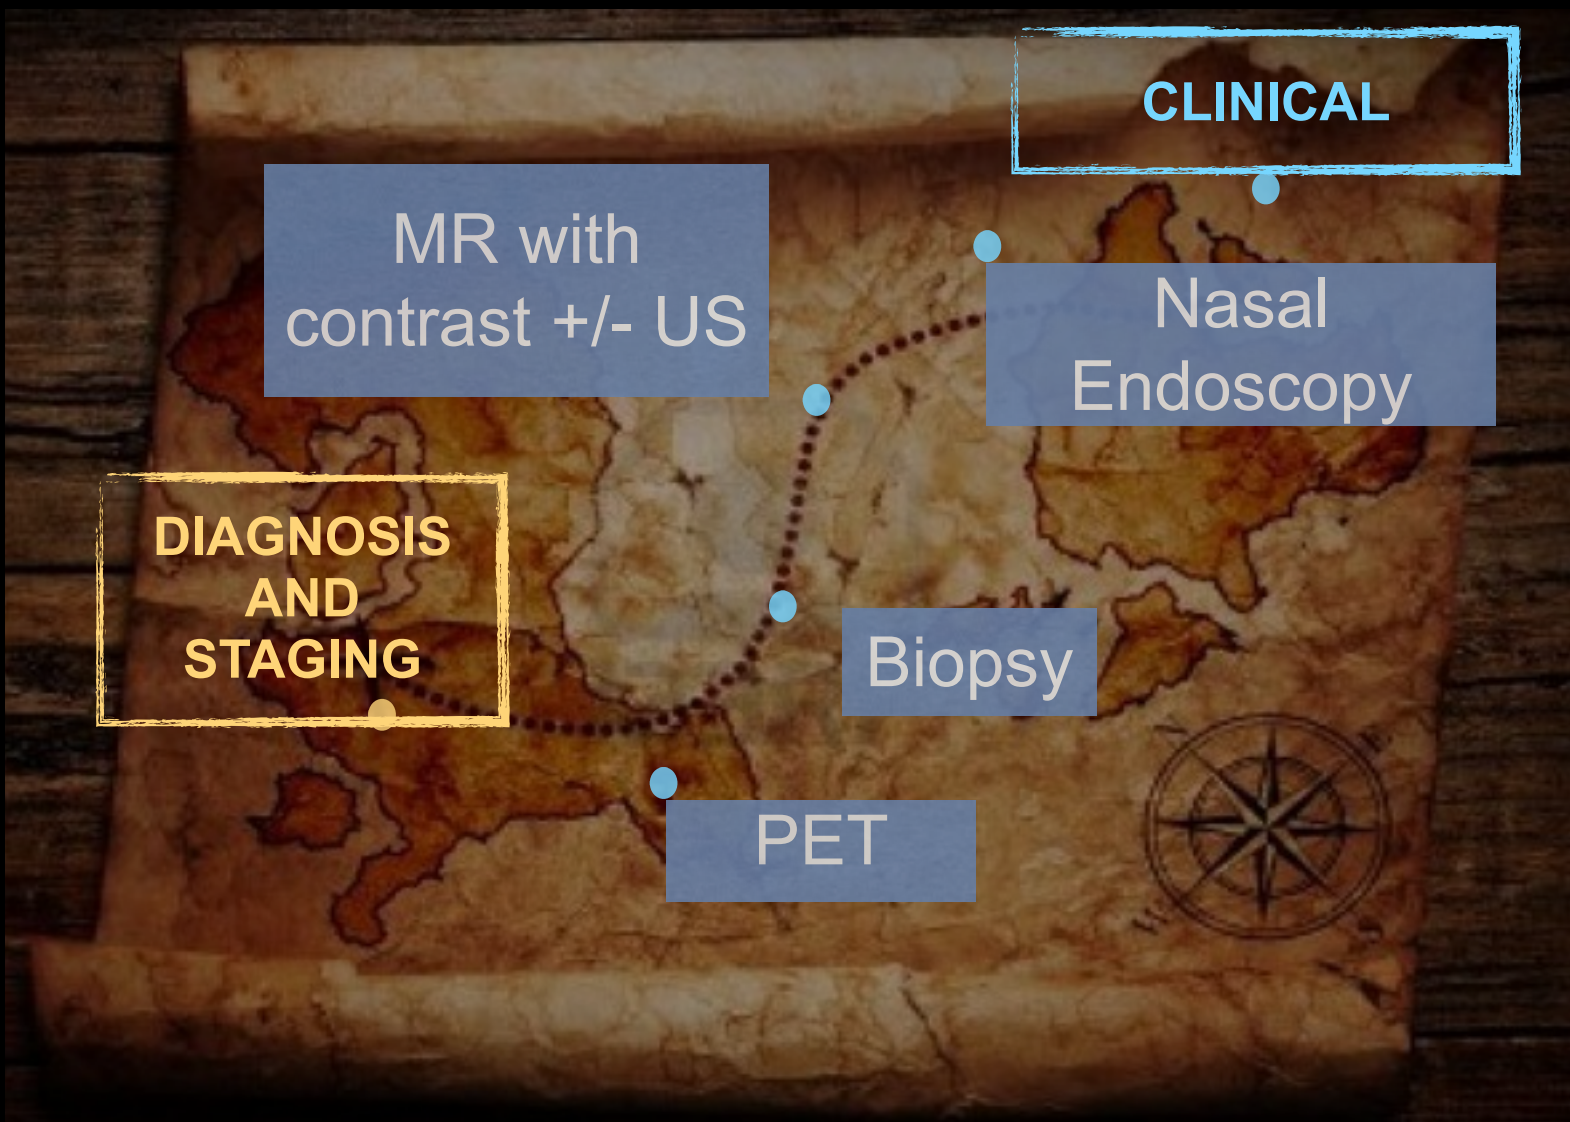 CLINICAL
MR with
contrast +/- US
Nasal
Endoscopy
DIAGNOSIS
AND
STAGING
Biopsy
PET